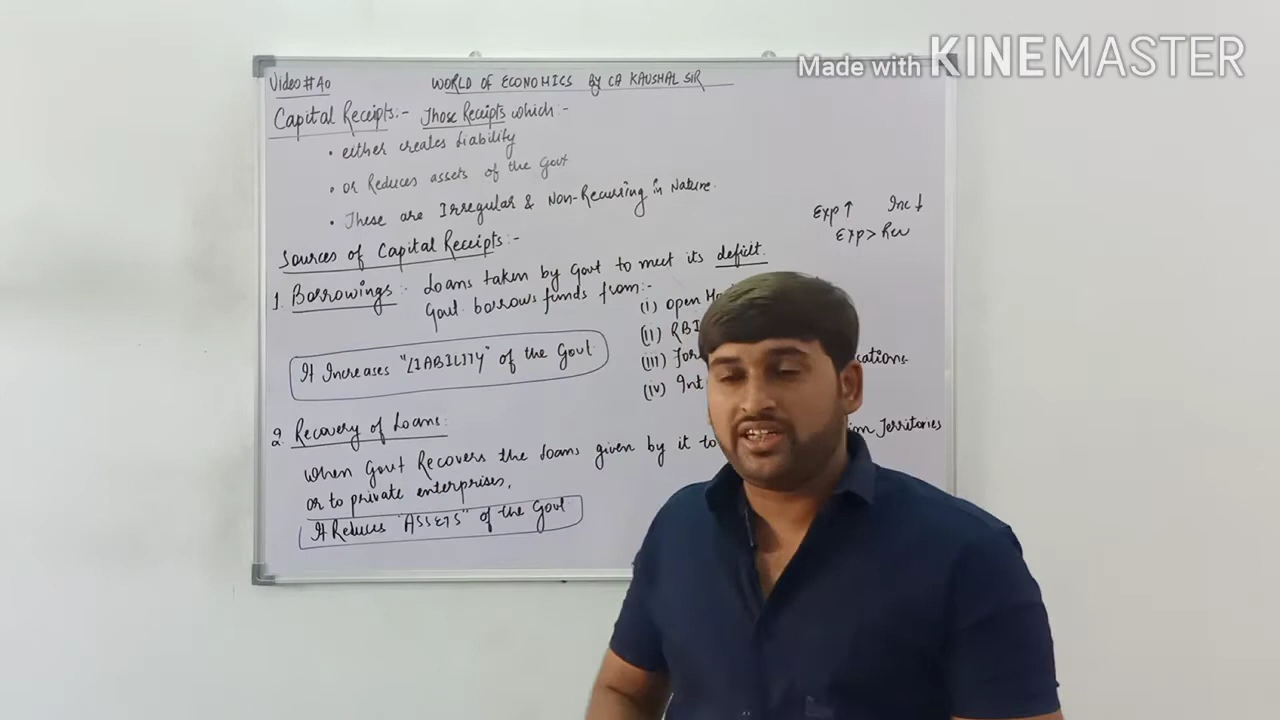 Made with KINEMASTER
Video # 40
WORLD OF ECONOMICS By CA KAUSHAL SIR
Capital Receipts:- Those Receipts which:-
• either creates Liability
• or Reduces assets of the Govt
• These are Irregular & Non-Recurring in Nature.
Exp↑ Inc↓
Exp > Rev
Sources of Capital Receipts:-
1. Borrowings:- Loans taken by Govt to meet its deficit.
Govt. borrows funds from:-
(i) Open
(ii) RBI
(iii)
(iv) Int
It Increases "LIABILITY" of the Govt
2. Recovery of Loans:
When Govt Recovers the Loans given by it to Territories
or to private enterprises.
It Reduces "ASSETS" of the Govt